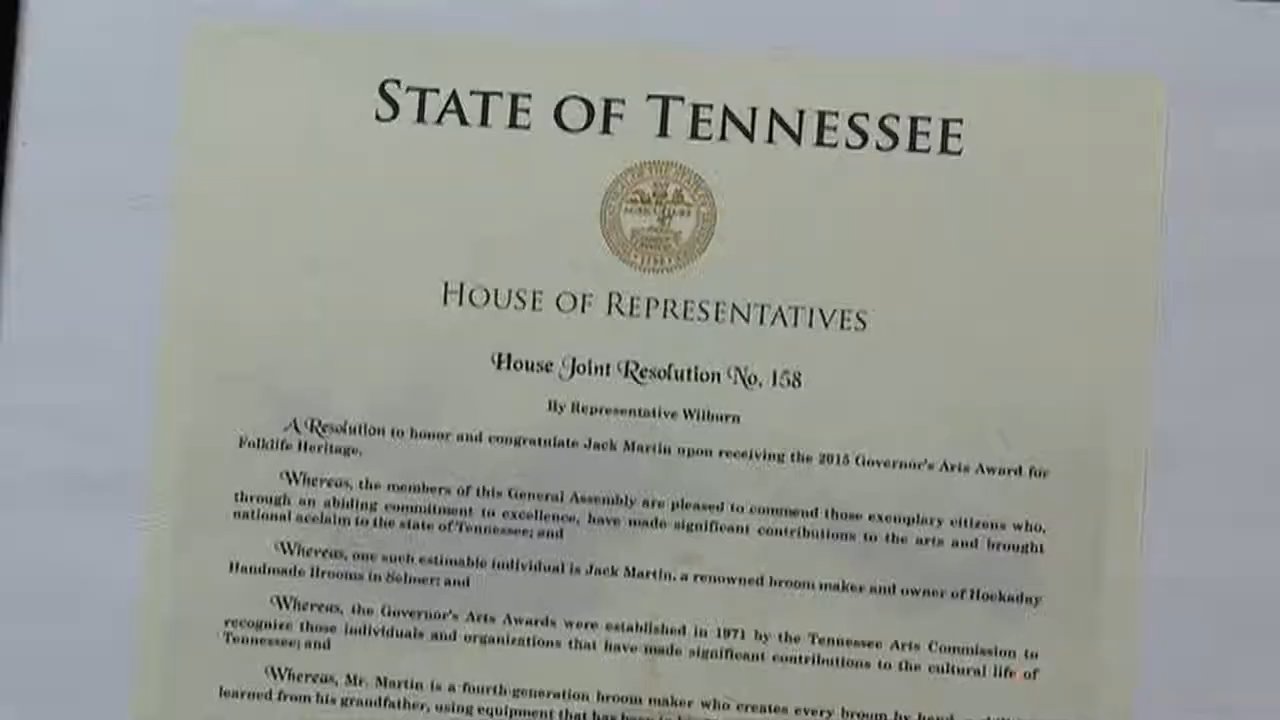 STATE OF TENNESSEE
HOUSE OF REPRESENTATIVES
House Joint Resolution No. 158
By Representative Wilburn
A Resolution to honor and congratulate Jack Martin upon receiving the 2015 Governor's Arts Award for
Folklife Heritage.
Whereas, the members of this General Assembly are pleased to commend those exemplary citizens who,
through an abiding commitment to excellence, have made significant contributions to the arts and brought
national acclaim to the state of Tennessee; and
Whereas, one such estimable individual is Jack Martin, a renowned broom maker and owner of Hockaday
Handmade Brooms in Selmer; and
Whereas, the Governor's Arts Awards were established in 1971 by the Tennessee Arts Commission to
recognize those individuals and organizations that have made significant contributions to the cultural life of
Tennessee; and
Whereas, Mr. Martin is a fourth-generation broom maker who creates every broom by hand
learned from his grandfather, using equipment that has